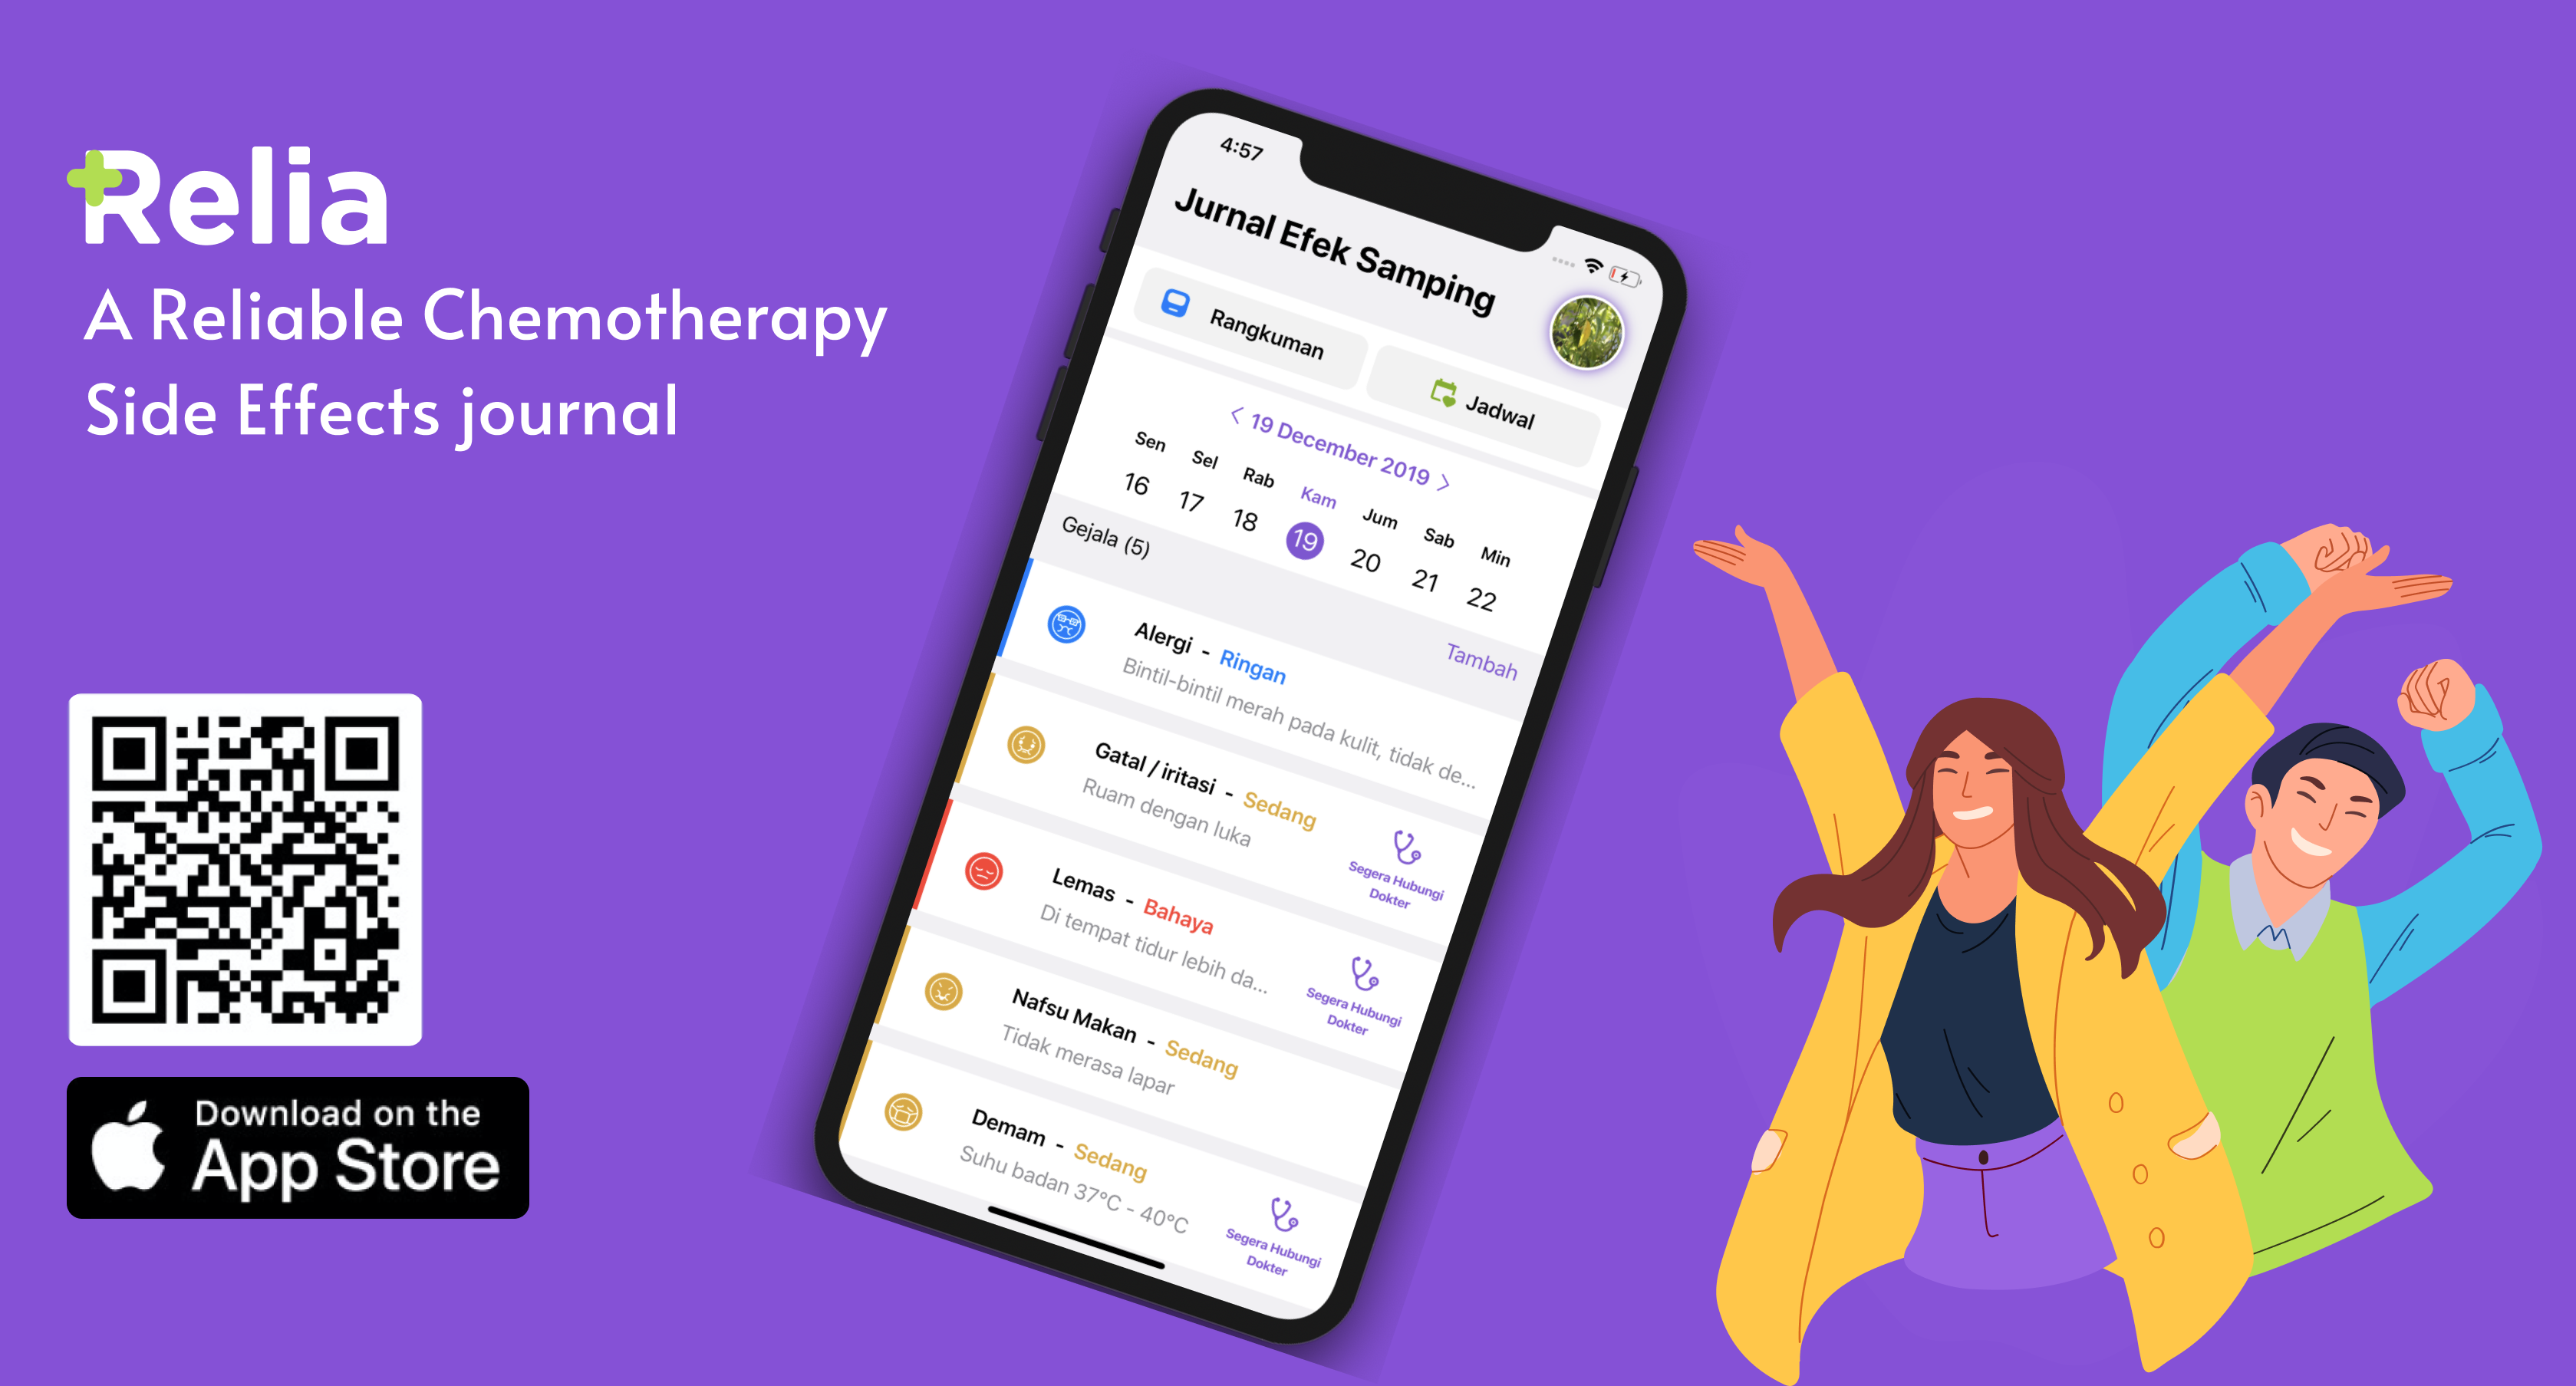 Relia
A Reliable Chemotherapy
Side Effects journal
Download on the
App Store
4:57
Jurnal Efek Samping
Rangkuman
Jadwal
< 19 December 2019 >
Sen Sel Rab Kam Jum Sab Min
16 17 18 19 20 21 22
Gejala (5)
Tambah
Alergi - Ringan
Bintil-bintil merah pada kulit, tidak de...
Gatal / iritasi - Sedang
Ruam dengan luka
Segera Hubungi
Dokter
Lemas - Bahaya
Di tempat tidur lebih da...
Segera Hubungi
Dokter
Nafsu Makan - Sedang
Tidak merasa lapar
Demam - Sedang
Suhu badan 37°C - 40°C
Segera Hubungi
Dokter